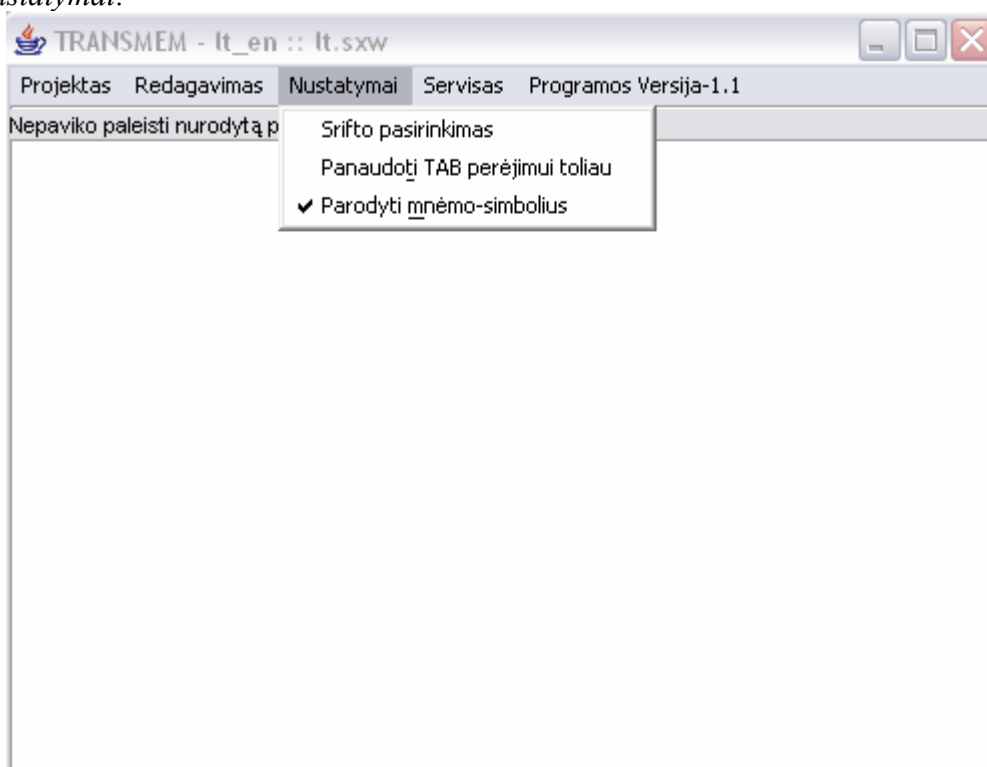 TRANSMEM - lt_en :: lt.sxw
Projektas Redagavimas Nustatymai Servisas Programos Versija-1.1
Nepaviko paleisti nurodytą p
Srifto pasirinkimas
Panaudoti TAB perėjimui toliau
Parodyti mnėmo-simbolius